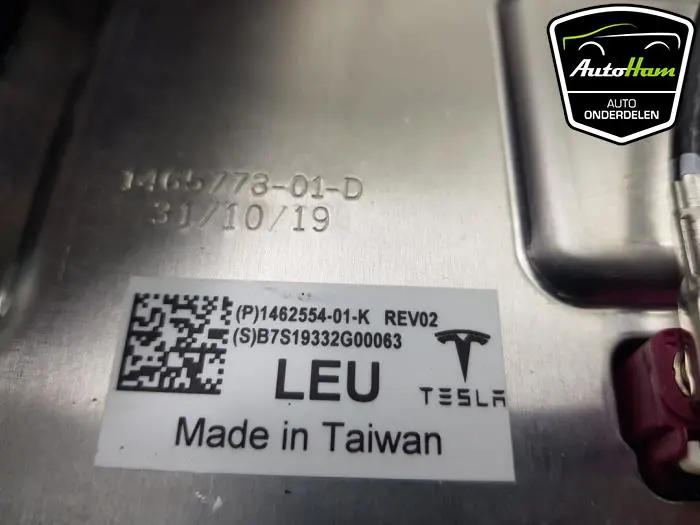 AutoHam
AUTO
ONDERDELEN
1465773-01-D
31/10/19
(P)1462554-01-K REV02
(S)B7S19332G00063
LEU
TESLA
Made in Taiwan